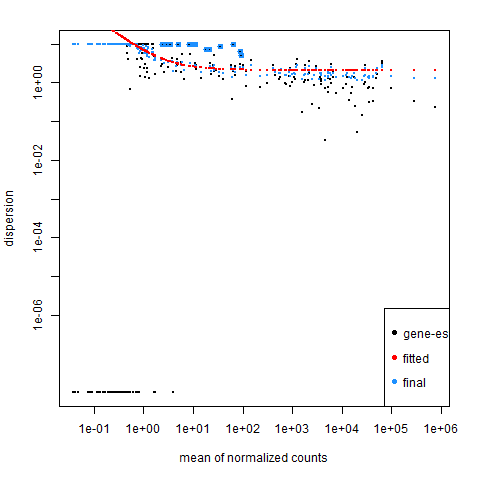 dispersion
1e+00
1e-02
1e-04
1e-06
1e-01
1e+00
1e+01
1e+02
1e+03
1e+04
1e+05
1e+06
mean of normalized counts
gene-es
fitted
final